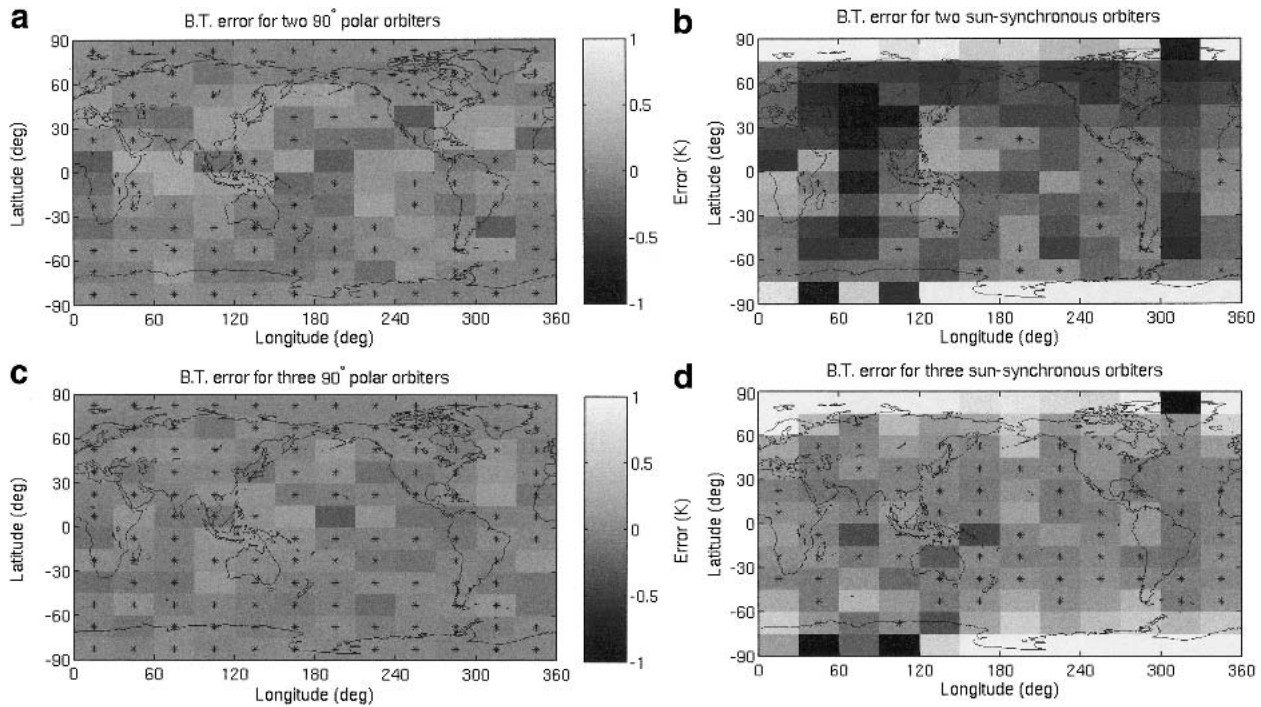 a
B.T. error for two 90° polar orbiters
90
60
30
0
-30
-60
-90
Latitude (deg)
0 60 120 180 240 300 360
Longitude (deg)
1
0.5
0
-0.5
-1
Error (K)
b
B.T. error for two sun-synchronous orbiters
90
60
30
0
-30
-60
-90
Latitude (deg)
0 60 120 180 240 300 360
Longitude (deg)
c
B.T. error for three 90° polar orbiters
90
60
30
0
-30
-60
-90
Latitude (deg)
0 60 120 180 240 300 360
Longitude (deg)
1
0.5
0
-0.5
-1
Error (K)
d
B.T. error for three sun-synchronous orbiters
90
60
30
0
-30
-60
-90
Latitude (deg)
0 60 120 180 240 300 360
Longitude (deg)